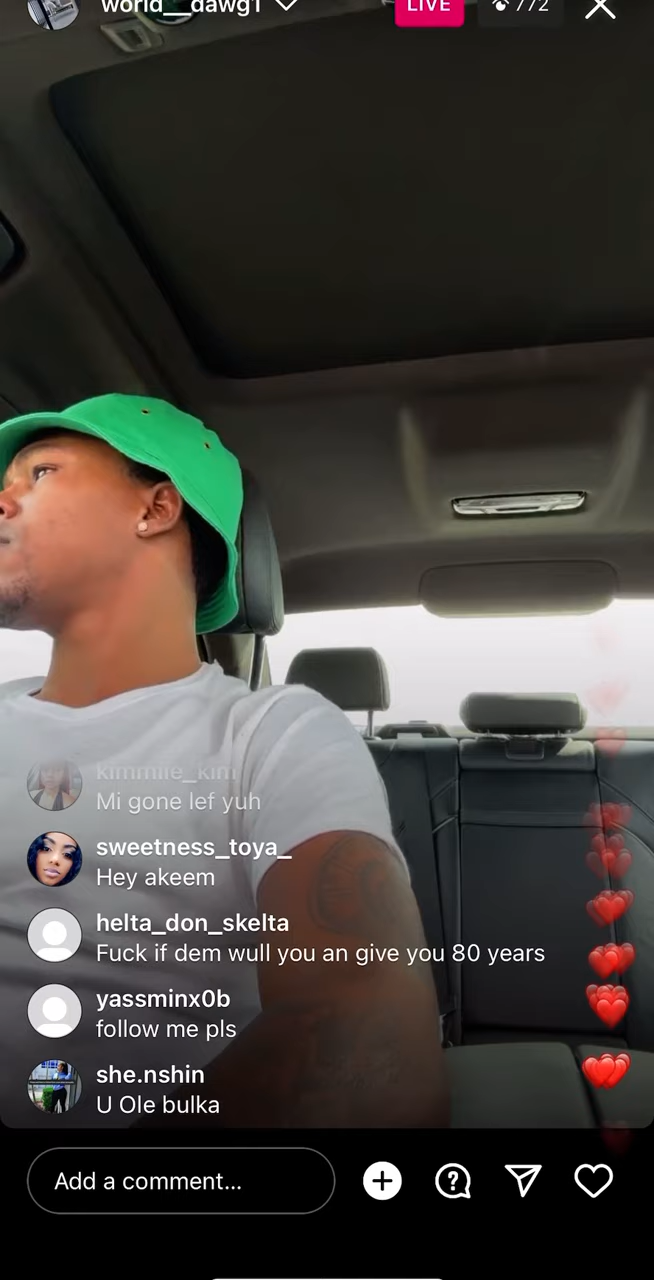 world__dawg1
LIVE
772
kimmiie_kim
Mi gone lef yuh
sweetness_toya_
Hey akeem
helta_don_skelta
Fuck if dem wull you an give you 80 years
yassminx0b
follow me pls
she.nshin
U Ole bulka
Add a comment...